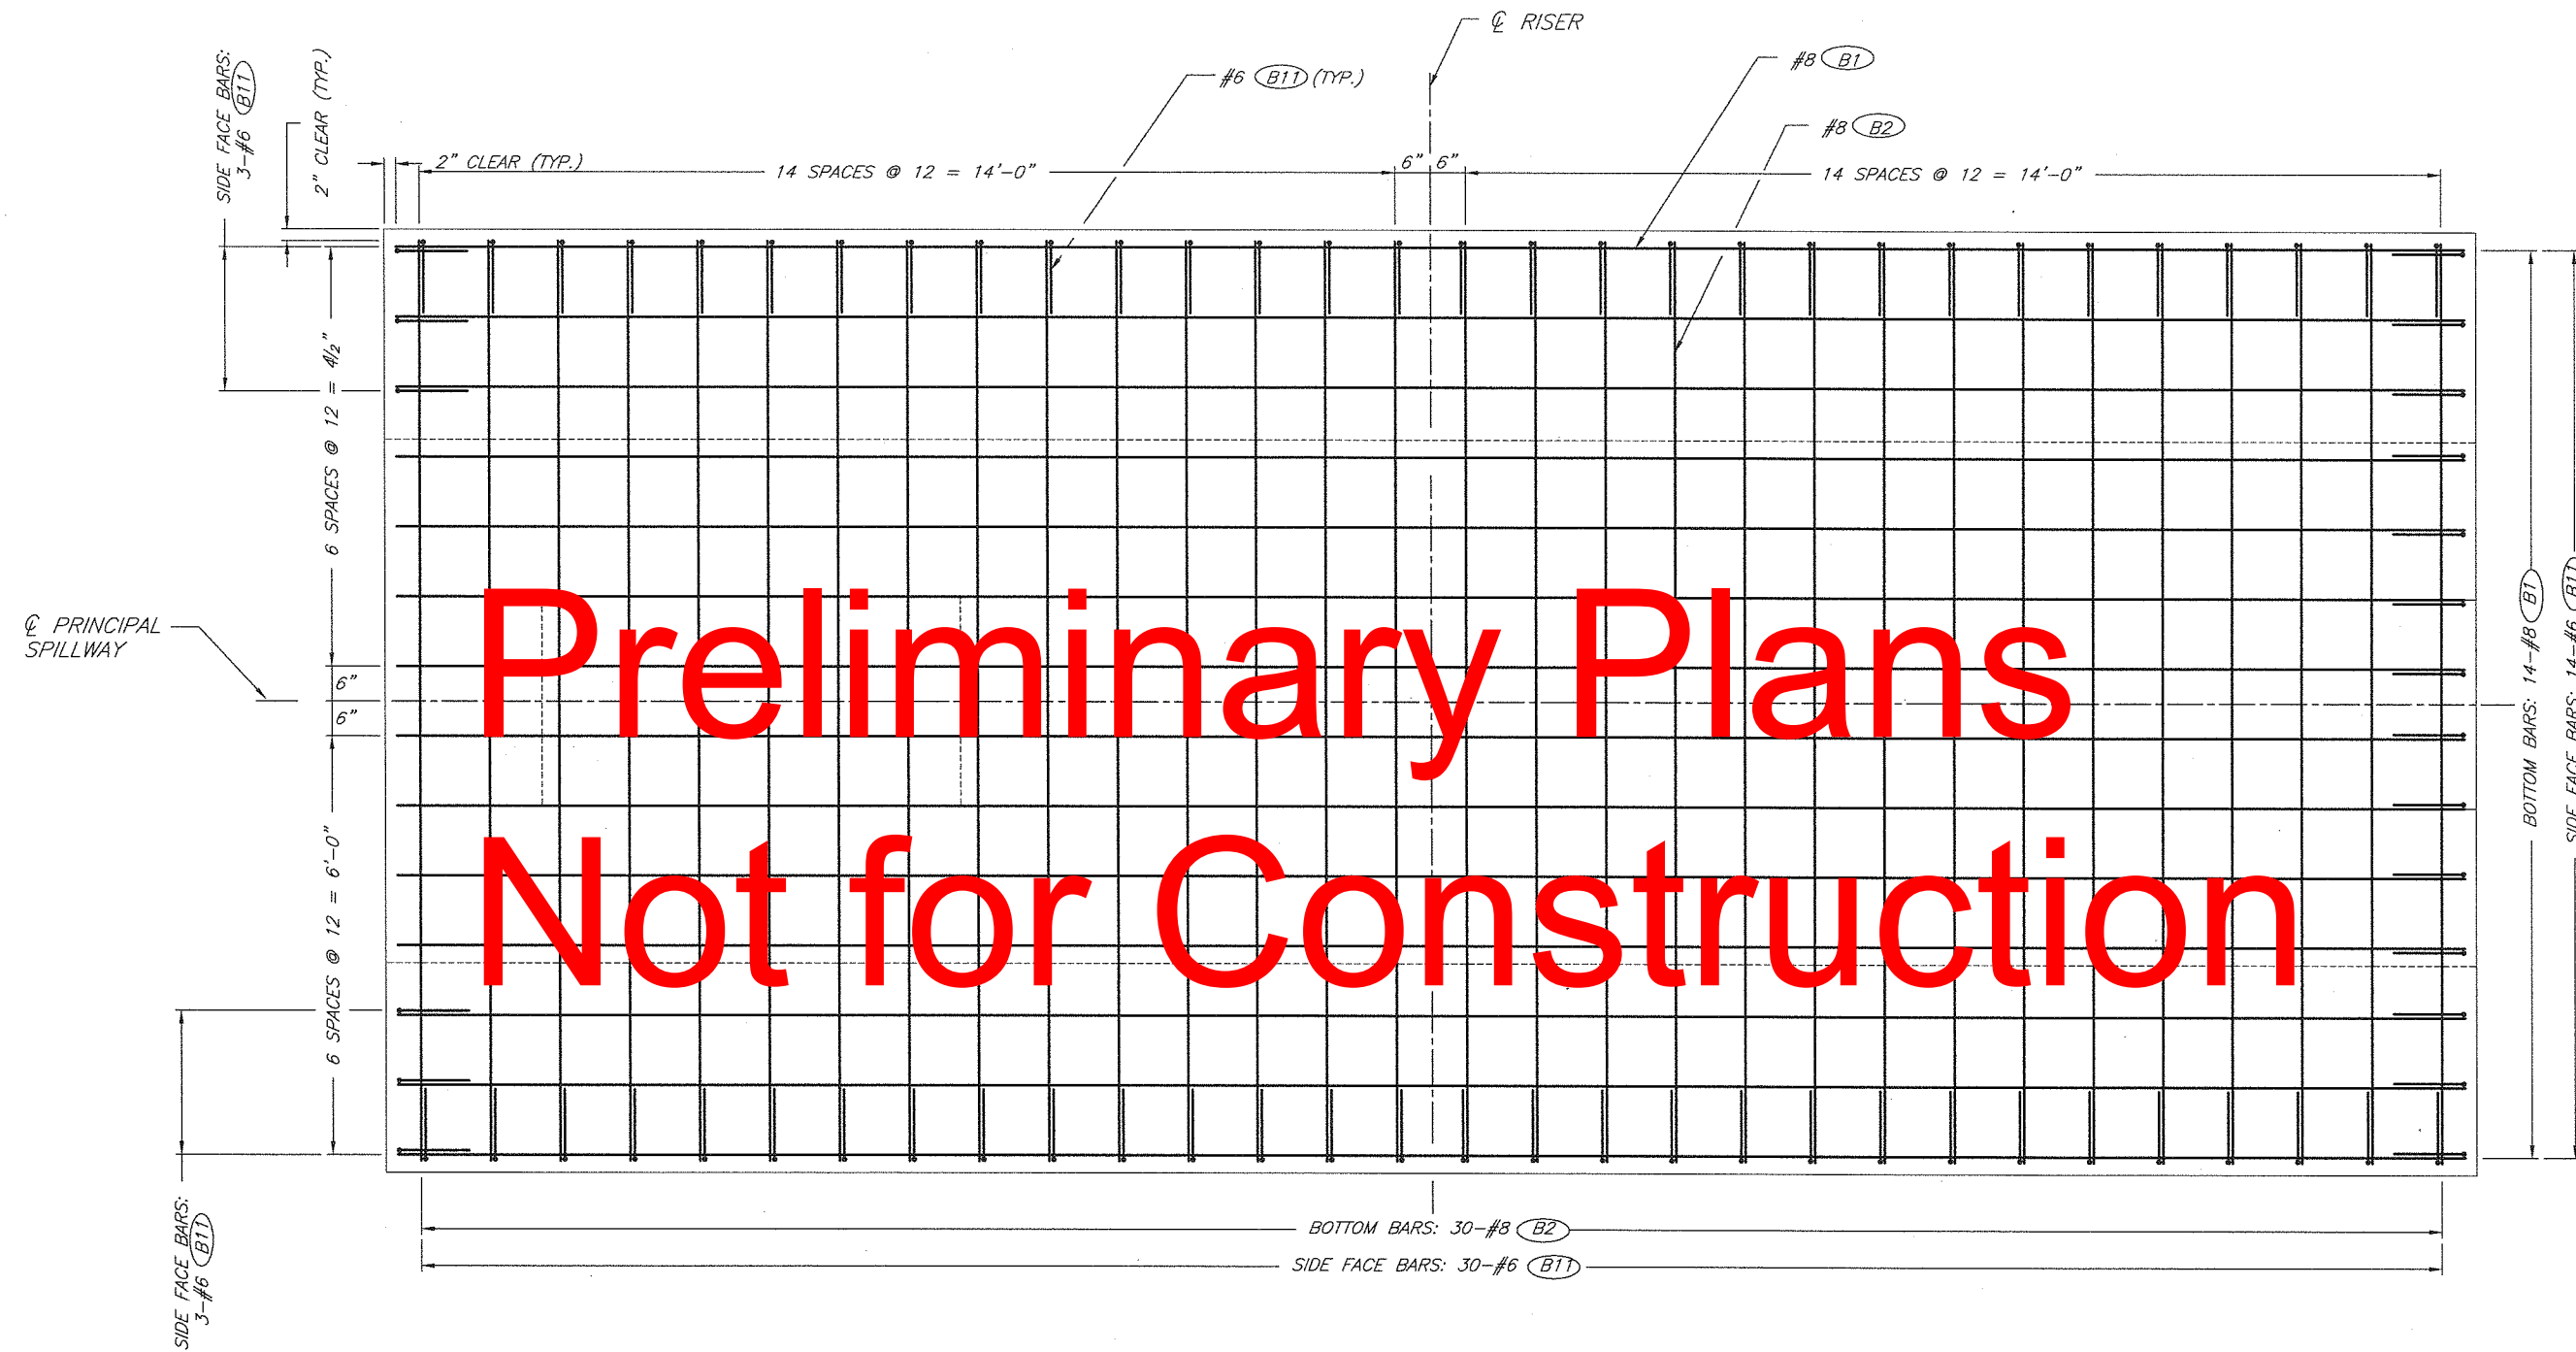 ℄ RISER
#8 B1
#6 B11 (TYP.)
#8 B2
SIDE FACE BARS:
3-#6 B11
2" CLEAR (TYP.)
2" CLEAR (TYP.)
14 SPACES @ 12 = 14'-0"
6" 6"
14 SPACES @ 12 = 14'-0"
6 SPACES @ 12 = 4/2"
℄ PRINCIPAL
SPILLWAY
6"
6"
6 SPACES @ 12 = 6'-0"
Preliminary Plans
Not for Construction
BOTTOM BARS: 14-#8 B1
SIDE FACE BARS: 14-#6 B11
SIDE FACE BARS:
3-#6 B11
BOTTOM BARS: 30-#8 B2
SIDE FACE BARS: 30-#6 B11